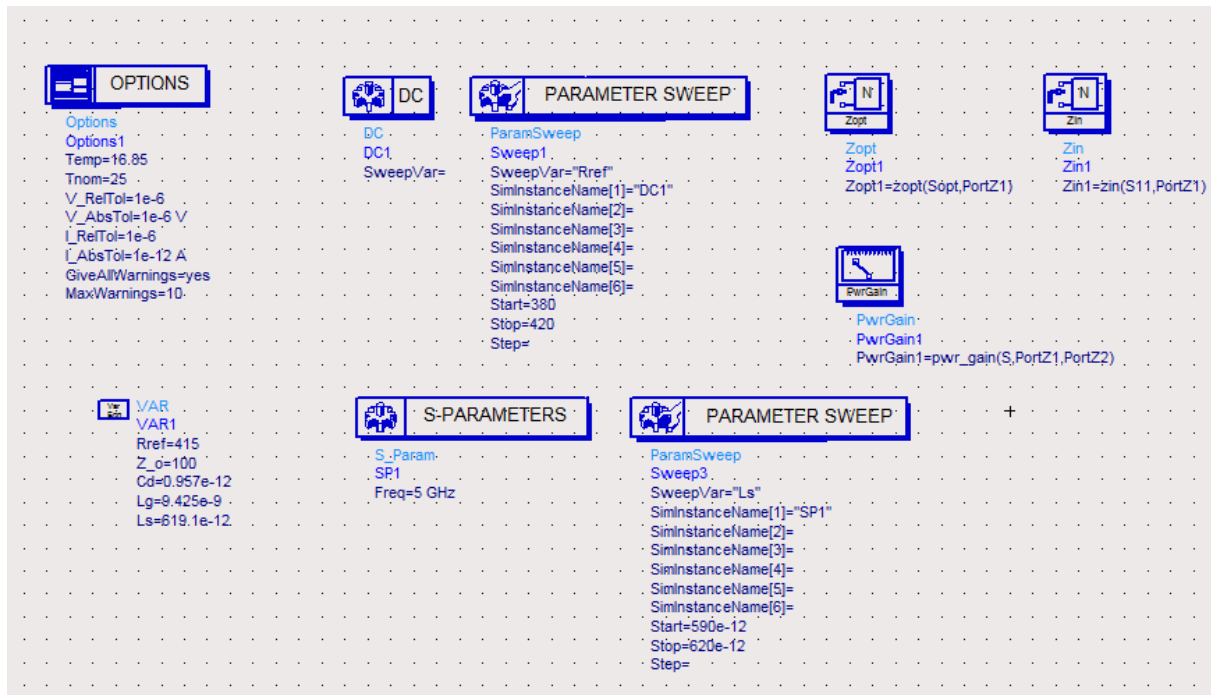 OPTIONS
Options
Options1
Temp=16.85
Tnom=25
V_RelTol=1e-6
V_AbsTol=1e-6 V
I_RelTol=1e-6
I_AbsTol=1e-12 A
GiveAllWarnings=yes
MaxWarnings=10
DC
DC
DC1
SweepVar=
PARAMETER SWEEP
ParamSweep
Sweep1
SweepVar="Rref"
SimInstanceName[1]="DC1"
SimInstanceName[2]=
SimInstanceName[3]=
SimInstanceName[4]=
SimInstanceName[5]=
SimInstanceName[6]=
Start=380
Stop=420
Step=
N
Zopt
Zopt
Zopt1
Zopt1=zopt(Sopt,PortZ1)
N
Zin
Zin
Zin1
Zin1=zin(S11,PortZ1)
PwrGain
PwrGain
PwrGain1
PwrGain1=pwr_gain(S,PortZ1,PortZ2)
Var
Eqn
VAR
VAR1
Rref=415
Z_o=100
Cd=0.957e-12
Lg=9.425e-9
Ls=619.1e-12
S-PARAMETERS
S_Param
SP1
Freq=5 GHz
PARAMETER SWEEP
ParamSweep
Sweep3
SweepVar="Ls"
SimInstanceName[1]="SP1"
SimInstanceName[2]=
SimInstanceName[3]=
SimInstanceName[4]=
SimInstanceName[5]=
SimInstanceName[6]=
Start=590e-12
Stop=620e-12
Step=